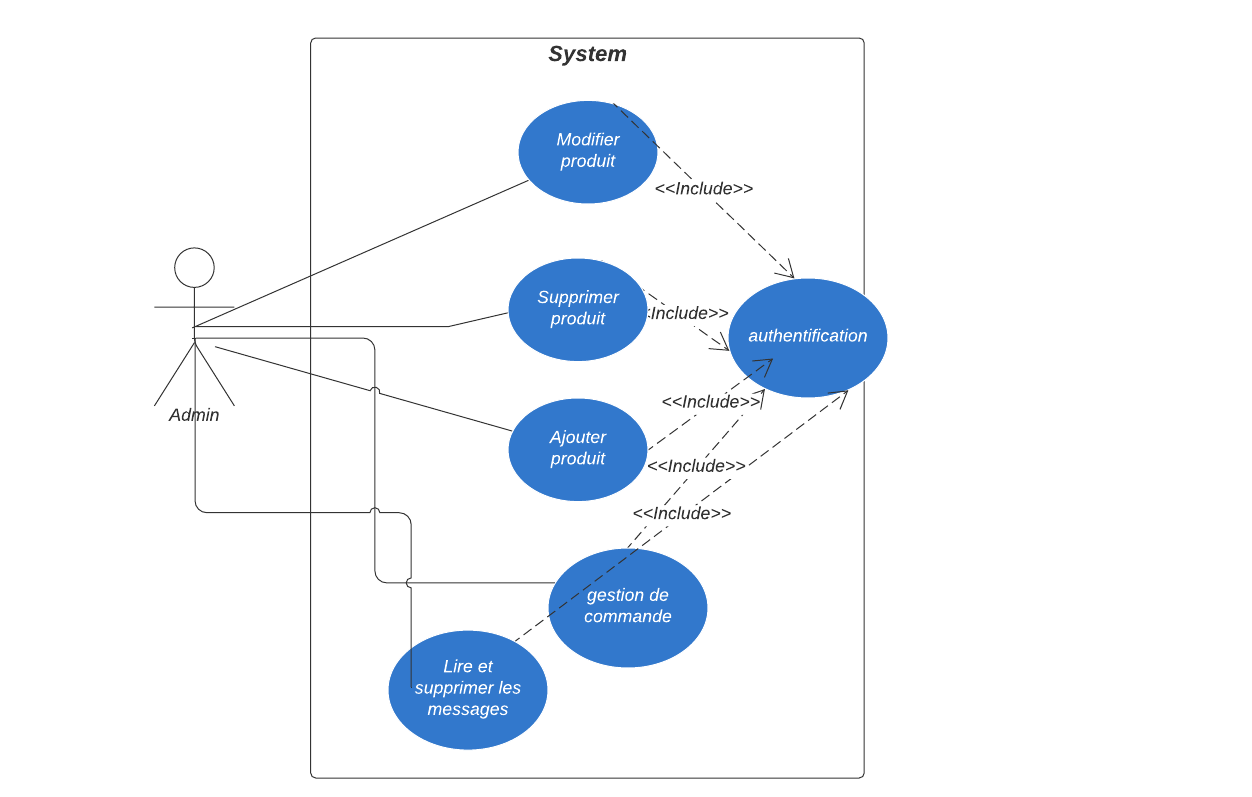 System
Modifier
produit
<<Include>>
Supprimer
produit
Include>>
authentification
Admin
<<Include>>
Ajouter
produit
<<Include>>
<<Include>>
gestion de
commande
Lire et
supprimer les
messages